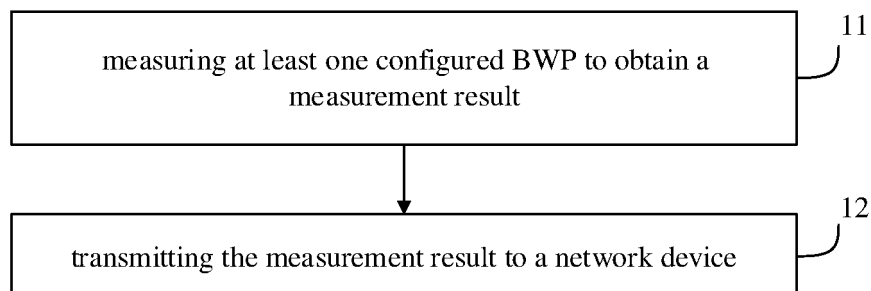 11
measuring at least one configured BWP to obtain a
measurement result
12
transmitting the measurement result to a network device